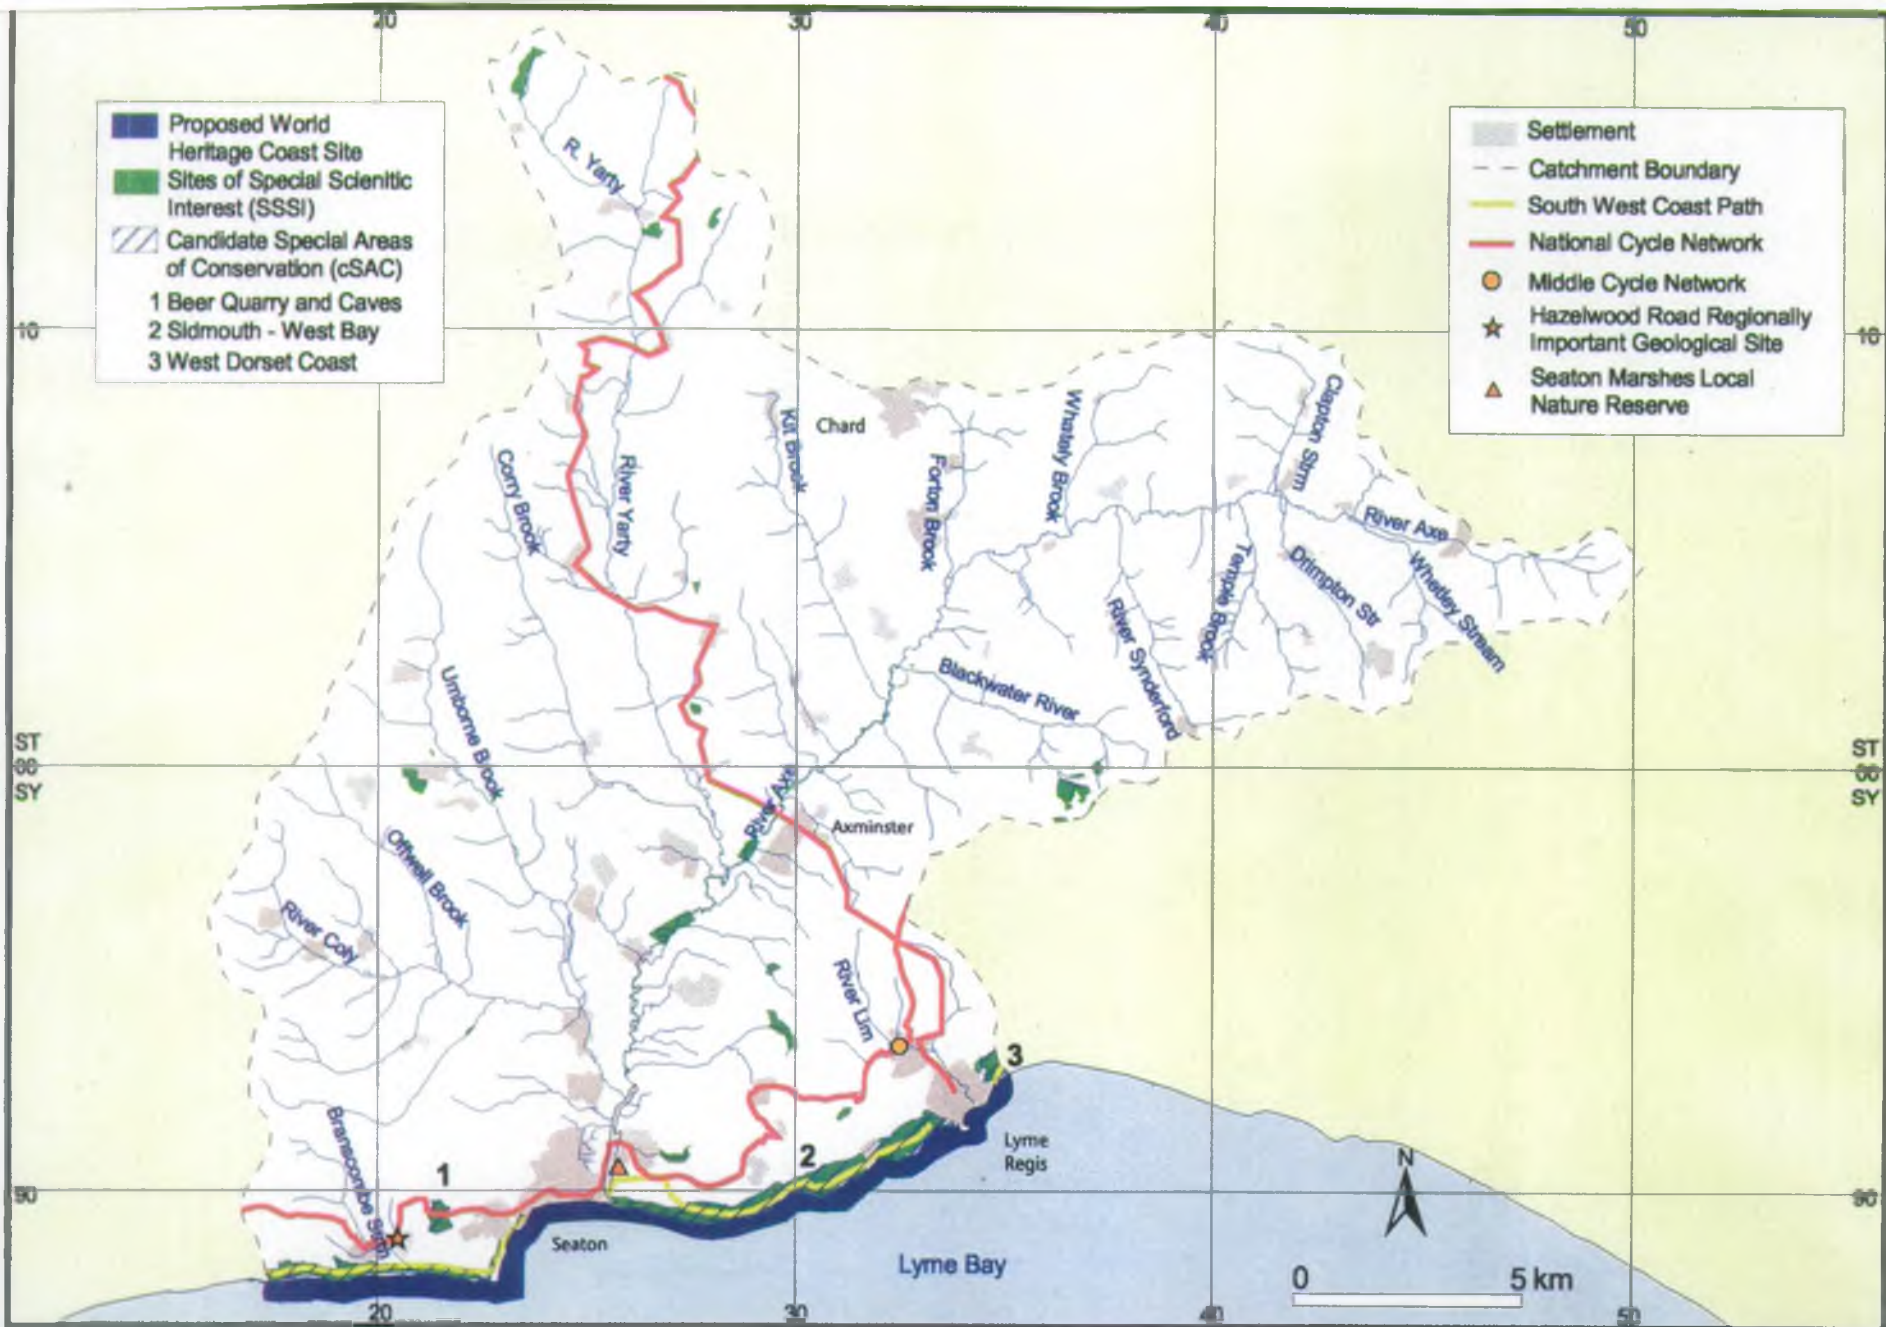 20 30 40 50
Proposed World
Heritage Coast Site
Sites of Special Scienitic
Interest (SSSI)
Candidate Special Areas
of Conservation (cSAC)
1 Beer Quarry and Caves
2 Sidmouth - West Bay
3 West Dorset Coast
Settlement
Catchment Boundary
South West Coast Path
National Cycle Network
Middle Cycle Network
Hazelwood Road Regionally
Important Geological Site
Seaton Marshes Local
Nature Reserve
R. Yarty
10
10
Chard
Kit Brook
Whately Brook
Clapton Strm
Corry Brook
River Yarty
Forton Brook
River Axe
Temple Brook
Drimpton Str
Whetley Stream
River Synderford
Blackwater River
Umborne Brook
ST
00
SY
ST
00
SY
River Axe
Axminster
Offwell Brook
River Coly
River Lim
3
Branscombe Strm
1
2
Lyme
Regis
N
90
90
Seaton
Lyme Bay
0 5 km
20 30 40 50